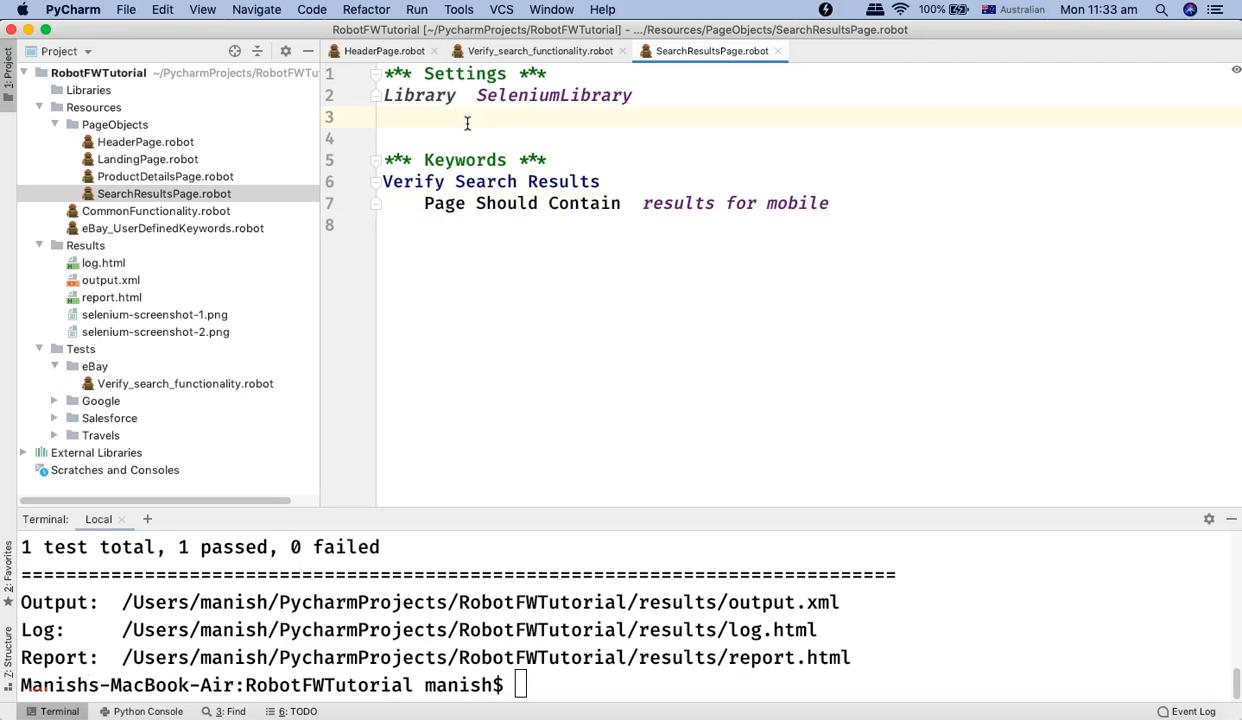 PyCharm File Edit View Navigate Code Refactor Run Tools VCS Window Help 100% Australian Mon 11:33 am
RobotFWTutorial [~/PycharmProjects/RobotFWTutorial] - .../Resources/PageObjects/SearchResultsPage.robot
Project
HeaderPage.robot
Verify_search_functionality.robot
SearchResultsPage.robot
1: Project
RobotFWTutorial ~/PycharmProjects/RobotFWTu
Libraries
Resources
PageObjects
HeaderPage.robot
LandingPage.robot
ProductDetailsPage.robot
SearchResultsPage.robot
CommonFunctionality.robot
eBay_UserDefinedKeywords.robot
Results
log.html
output.xml
report.html
selenium-screenshot-1.png
selenium-screenshot-2.png
Tests
eBay
Verify_search_functionality.robot
Google
Salesforce
Travels
External Libraries
Scratches and Consoles
1 *** Settings ***
2 Library  SeleniumLibrary
3
4
5 *** Keywords ***
6 Verify Search Results
7     Page Should Contain  results for mobile
8
Terminal: Local
2: Favorites
Z: Structure
1 test total, 1 passed, 0 failed
==============================================================================
Output:  /Users/manish/PycharmProjects/RobotFWTutorial/results/output.xml
Log:     /Users/manish/PycharmProjects/RobotFWTutorial/results/log.html
Report:  /Users/manish/PycharmProjects/RobotFWTutorial/results/report.html
Manishs-MacBook-Air:RobotFWTutorial manish$
Terminal Python Console 3: Find 6: TODO Event Log